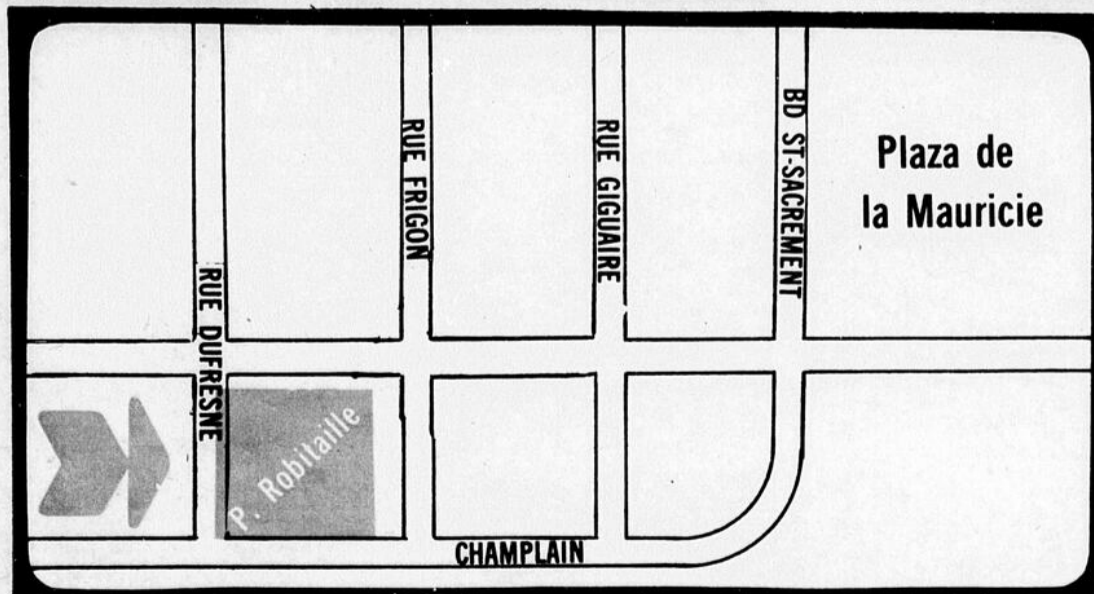 RUE DUFRESNE
RUE FRIGON
RUE GIGUAIRE
BD ST-SACREMENT
Plaza de
la Mauricie
P. Robitaille
CHAMPLAIN